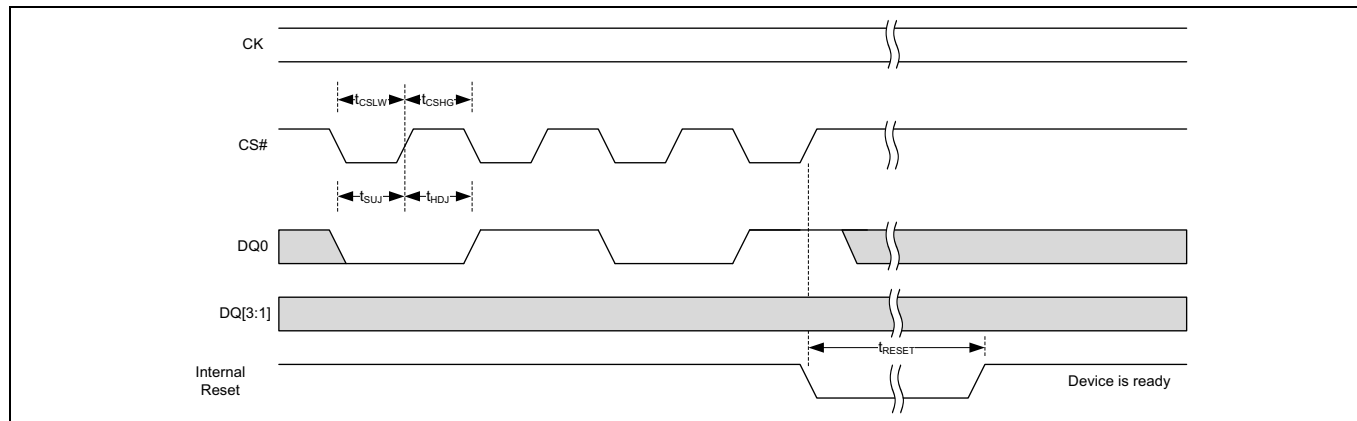 CK
tCSLW tCSHG
CS#
tSUJ tHDJ
DQ0
DQ[3:1]
tRESET
Internal
Reset
Device is ready